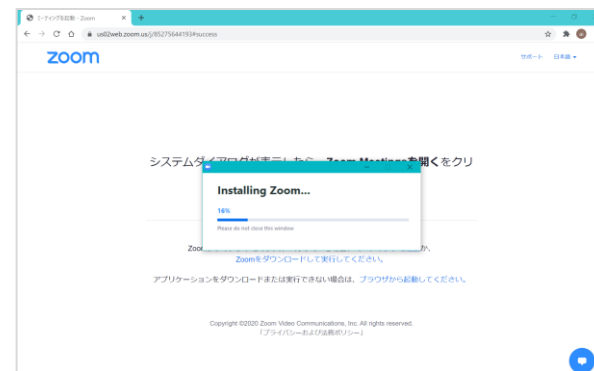 ミーティングを起動 - Zoom
us02web.zoom.us/j/85275644193#success
zoom
サポート 日本語
システムダイアログが表示したら、Zoom Meetingsを開くをクリ
Installing Zoom...
16%
Please do not close this window
Zoo か、
Zoomをダウンロードして実行してください。
アプリケーションをダウンロードまたは実行できない場合は、ブラウザから起動してください。
Copyright ©2020 Zoom Video Communications, Inc. All rights reserved.
「プライバシーおよび法務ポリシー」